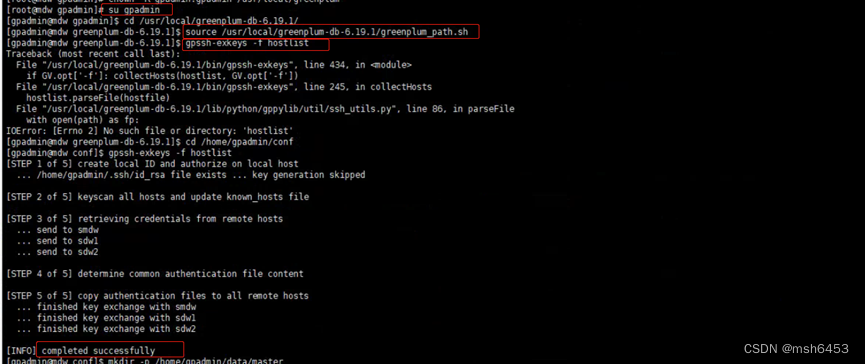 [root@mdw gpadmin]# su gpadmin
[gpadmin@mdw gpadmin]$ cd /usr/local/greenplum-db-6.19.1/
[gpadmin@mdw greenplum-db-6.19.1]$ source /usr/local/greenplum-db-6.19.1/greenplum_path.sh
[gpadmin@mdw greenplum-db-6.19.1]$ gpssh-exkeys -f hostlist
Traceback (most recent call last):
File "/usr/local/greenplum-db-6.19.1/bin/gpssh-exkeys", line 434, in <module>
if GV.opt['-f']: collectHosts(hostlist, GV.opt['-f'])
File "/usr/local/greenplum-db-6.19.1/bin/gpssh-exkeys", line 245, in collectHosts
hostlist.parseFile(hostfile)
File "/usr/local/greenplum-db-6.19.1/lib/python/gppylib/util/ssh_utils.py", line 86, in parseFile
with open(path) as fp:
IOError: [Errno 2] No such file or directory: 'hostlist'
[gpadmin@mdw greenplum-db-6.19.1]$ cd /home/gpadmin/conf
[gpadmin@mdw conf]$ gpssh-exkeys -f hostlist
[STEP 1 of 5] create local ID and authorize on local host
... /home/gpadmin/.ssh/id_rsa file exists ... key generation skipped
[STEP 2 of 5] keyscan all hosts and update known_hosts file
[STEP 3 of 5] retrieving credentials from remote hosts
... send to smdw
... send to sdw1
... send to sdw2
[STEP 4 of 5] determine common authentication file content
[STEP 5 of 5] copy authentication files to all remote hosts
... finished key exchange with smdw
... finished key exchange with sdw1
... finished key exchange with sdw2
[INFO] completed successfully
[gpadmin@mdw conf]$ mkdir -p /home/gpadmin/data/master
CSDN @msh6453